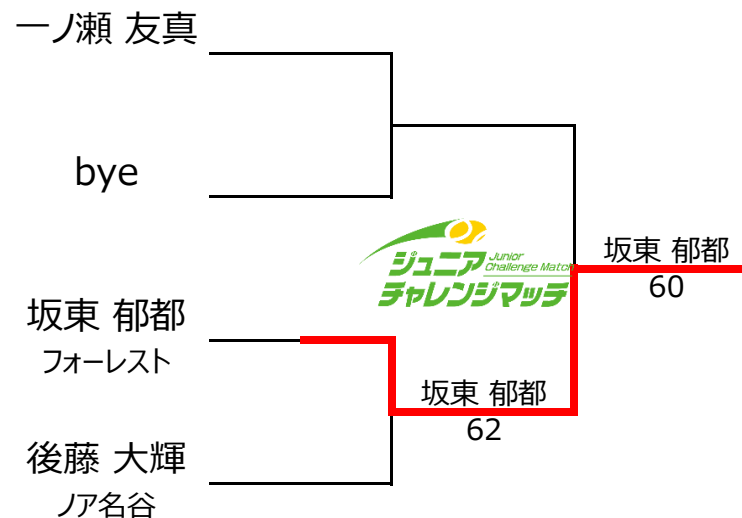 一ノ瀬 友真
bye
ジュニア Junior Challenge Match
チャレンジマッチ
坂東 郁都
60
坂東 郁都
フォーレスト
坂東 郁都
62
後藤 大輝
ノア名谷